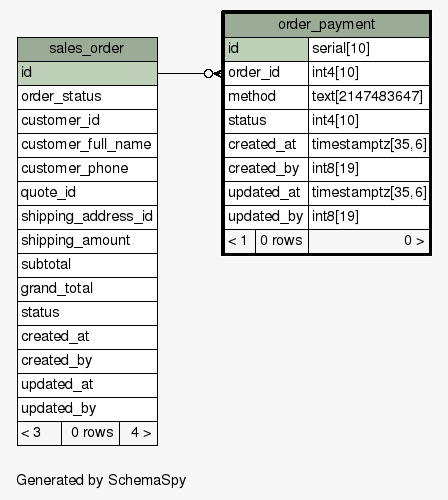 sales_order
id
order_status
customer_id
customer_full_name
customer_phone
quote_id
shipping_address_id
shipping_amount
subtotal
grand_total
status
created_at
created_by
updated_at
updated_by
< 3 0 rows 4 >
order_payment
id serial[10]
order_id int4[10]
method text[2147483647]
status int4[10]
created_at timestamptz[35,6]
created_by int8[19]
updated_at timestamptz[35,6]
updated_by int8[19]
< 1 0 rows 0 >
Generated by SchemaSpy